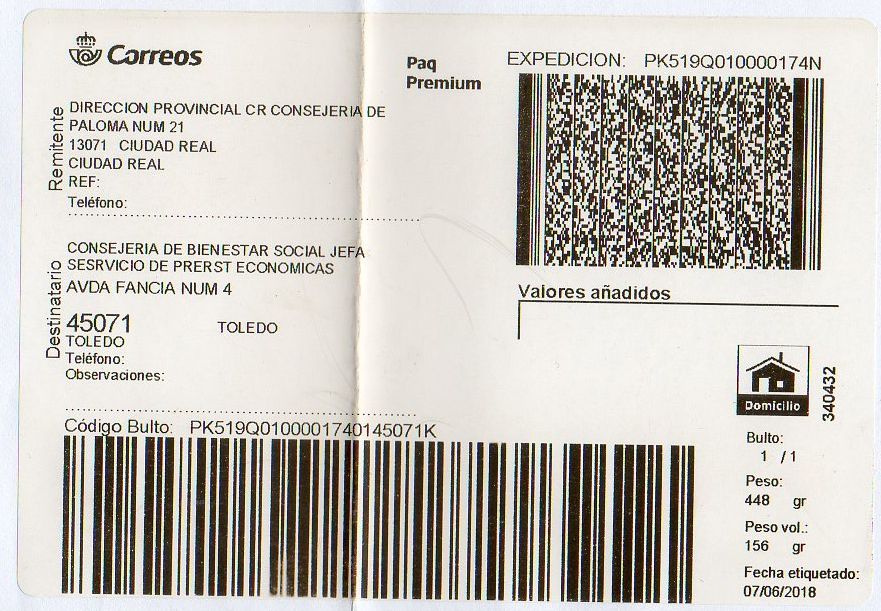 Correos
Paq
Premium
EXPEDICION: PK519Q010000174N
Remitente
DIRECCION PROVINCIAL CR CONSEJERIA DE
PALOMA NUM 21
13071 CIUDAD REAL
CIUDAD REAL
REF:
Teléfono:
Destinatario
CONSEJERIA DE BIENESTAR SOCIAL JEFA
SESRVICIO DE PRERST ECONOMICAS
AVDA FANCIA NUM 4
45071 TOLEDO
TOLEDO
Teléfono:
Observaciones:
Valores añadidos
Domicilio
340432
Código Bulto: PK519Q0100001740145071K
Bulto:
1 / 1
Peso:
448 gr
Peso vol.:
156 gr
Fecha etiquetado:
07/06/2018